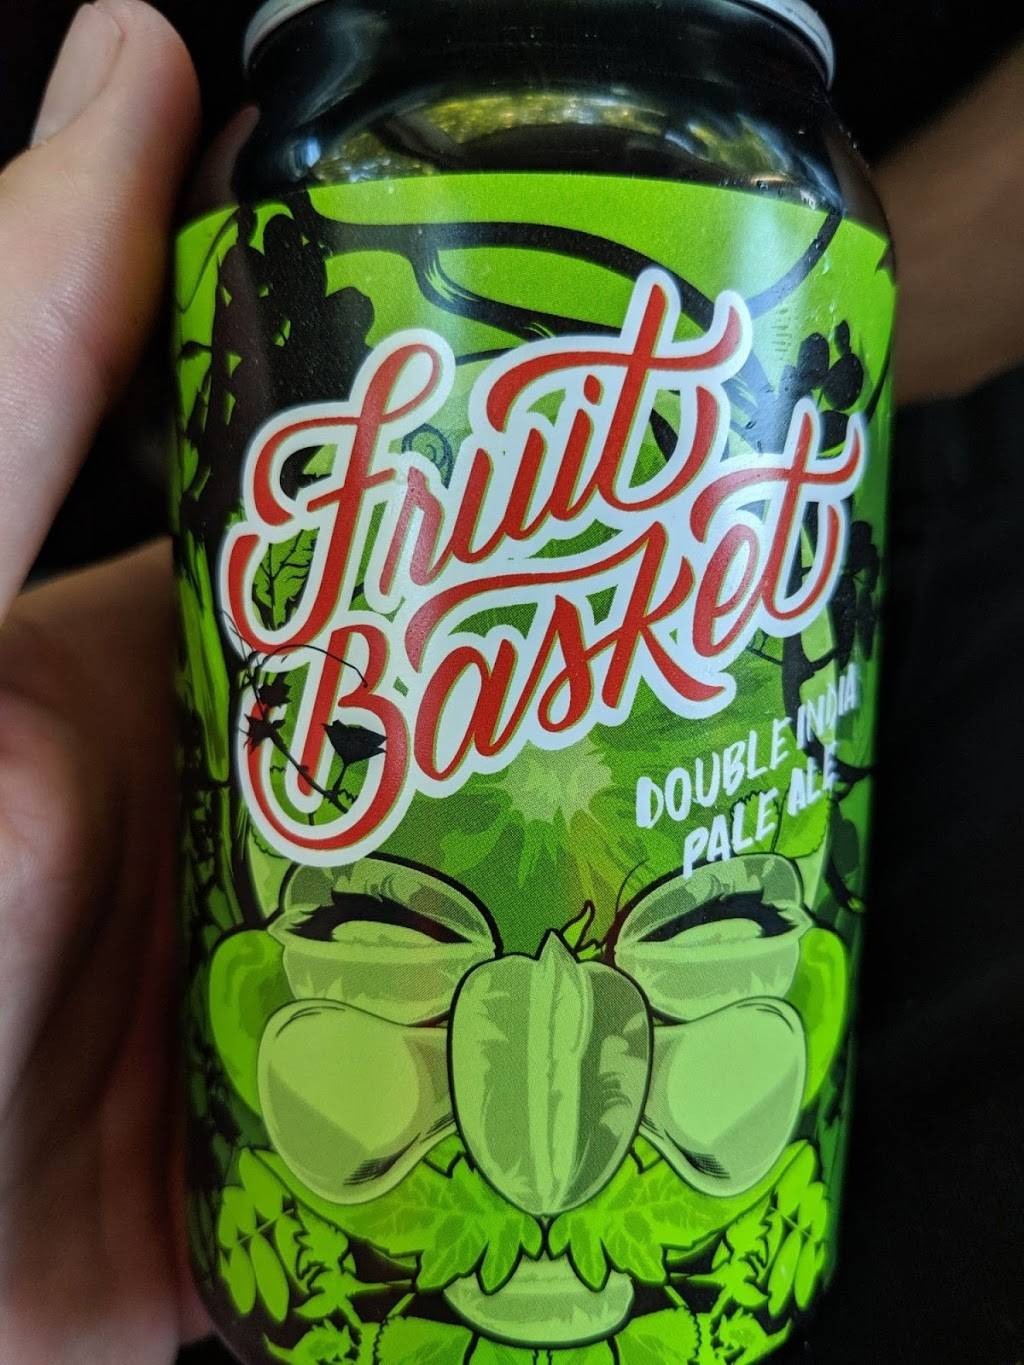 Fruit
Basket
DOUBLE INDIA
PALE ALE